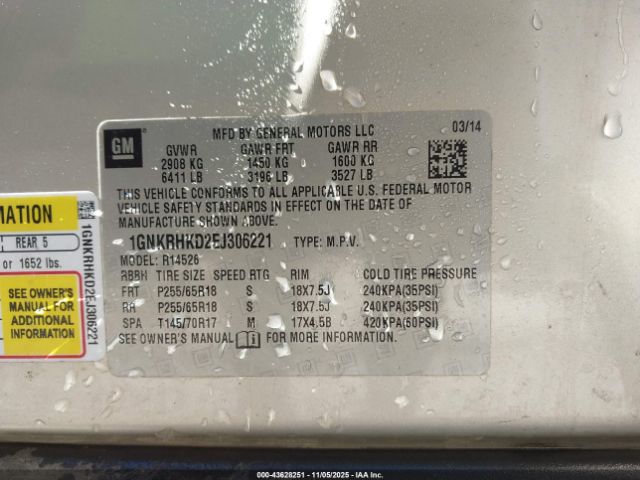 GM
MFD BY GENERAL MOTORS LLC 03/14
GVWR GAWR FRT GAWR RR
2908 KG 1450 KG 1600 KG
6411 LB 3196 LB 3527 LB
THIS VEHICLE CONFORMS TO ALL APPLICABLE U.S. FEDERAL MOTOR
VEHICLE SAFETY STANDARDS IN EFFECT ON THE DATE OF
MANUFACTURE SHOWN ABOVE.
1GNKRHKD2EJ306221 TYPE: M.P.V.
MODEL: R14526
RBBH TIRE SIZE SPEED RTG RIM COLD TIRE PRESSURE
FRT P255/65R18 S 18X7.5J 240KPA(35PSI)
RR P255/65R18 S 18X7.5J 240KPA(35PSI)
SPA T145/70R17 M 17X4.5B 420KPA(60PSI)
SEE OWNER'S MANUAL FOR MORE INFORMATION.
MATION
REAR 5
or 1652 lbs.
SEE OWNER'S
MANUAL FOR
ADDITIONAL
INFORMATION
1GNKRHKD2EJ306221
000-43628251 - 11/05/2025 - IAAI.COM